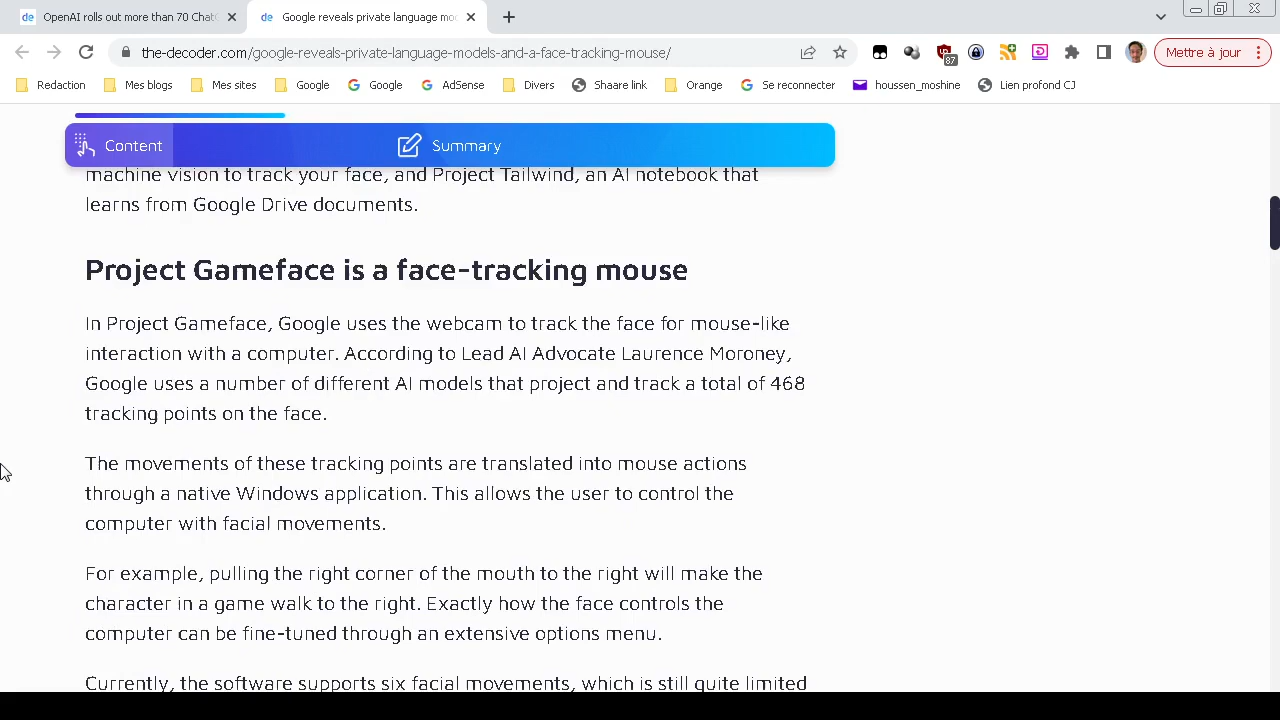 OpenAI rolls out more than 70 Chat
Google reveals private language mo
the-decoder.com/google-reveals-private-language-models-and-a-face-tracking-mouse/
87
Mettre à jour
Redaction
Mes blogs
Mes sites
Google
Google
AdSense
Divers
Shaare link
Orange
Se reconnecter
houssen_moshine
Lien profond CJ
Content
Summary
machine vision to track your face, and Project Tailwind, an AI notebook that
learns from Google Drive documents.
Project Gameface is a face-tracking mouse
In Project Gameface, Google uses the webcam to track the face for mouse-like
interaction with a computer. According to Lead AI Advocate Laurence Moroney,
Google uses a number of different AI models that project and track a total of 468
tracking points on the face.
The movements of these tracking points are translated into mouse actions
through a native Windows application. This allows the user to control the
computer with facial movements.
For example, pulling the right corner of the mouth to the right will make the
character in a game walk to the right. Exactly how the face controls the
computer can be fine-tuned through an extensive options menu.
Currently, the software supports six facial movements, which is still quite limited